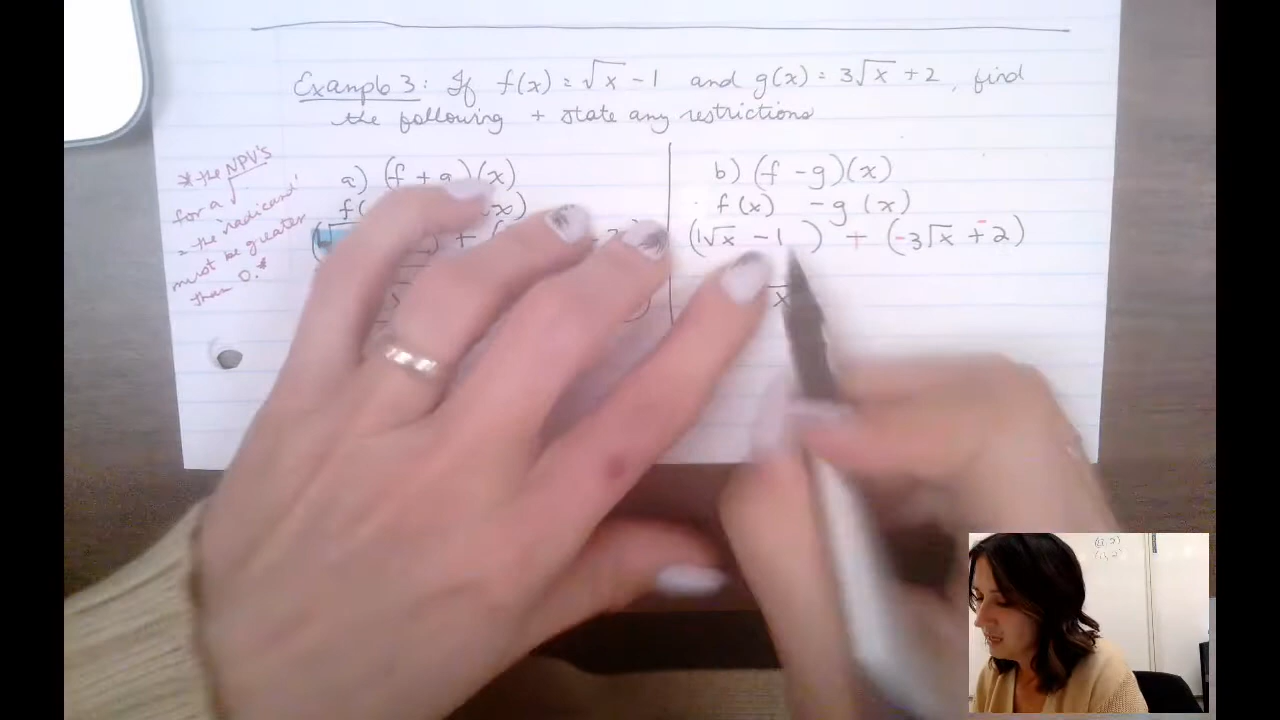 Example 3: If f(x) = √x - 1 and g(x) = 3√x + 2, find
the following + state any restrictions
* the NPV's
for a √
= the 'radicand'
must be greater
than 0. *
a) (f + g)(x)
f(
x)
+ (
b) (f - g)(x)
f(x) - g(x)
(1√x - 1) + (-3√x + 2)
x